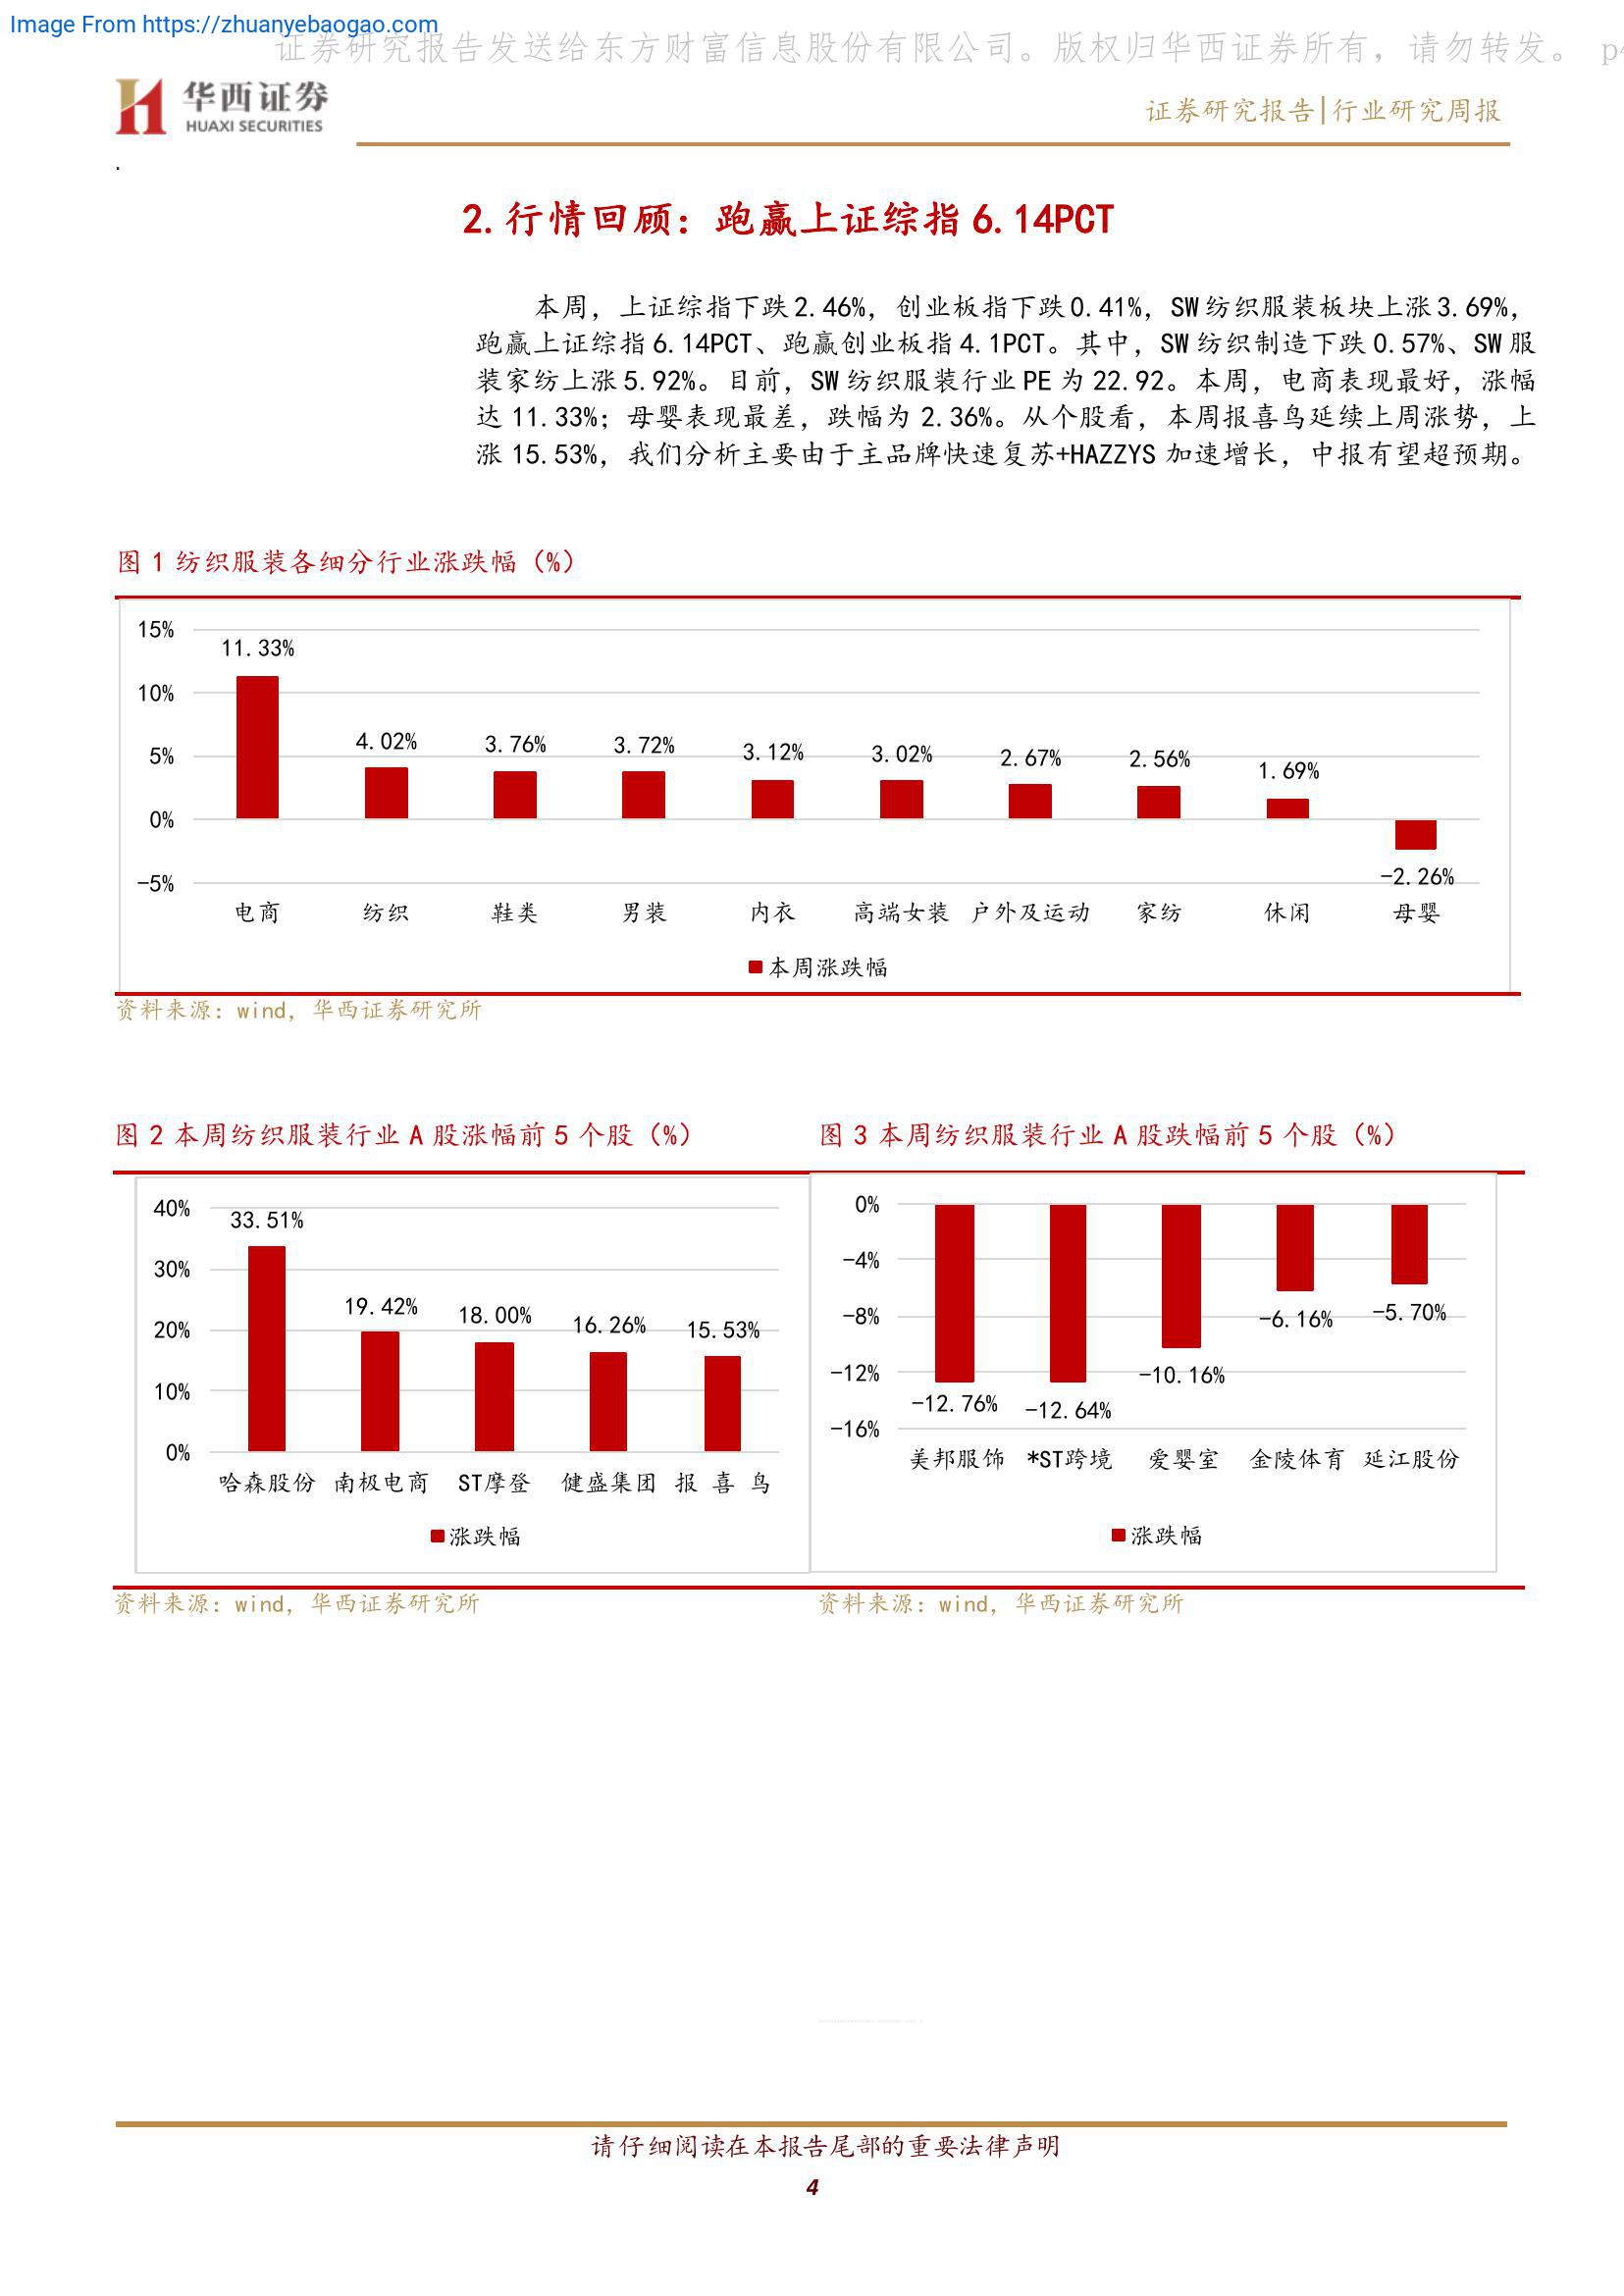 Image From https://zhuanyebaogao.com
证券研究报告发送给东方财富信息股份有限公司。版权归华西证券所有，请勿转发。 p4
华西证券
HUAXI SECURITIES
证券研究报告|行业研究周报
.
2.行情回顾：跑赢上证综指 6.14PCT
本周，上证综指下跌 2.46%，创业板指下跌 0.41%，SW 纺织服装板块上涨 3.69%，
跑赢上证综指 6.14PCT、跑赢创业板指 4.1PCT。其中，SW 纺织制造下跌 0.57%、SW 服
装家纺上涨 5.92%。目前，SW 纺织服装行业 PE 为 22.92。本周，电商表现最好，涨幅
达 11.33%；母婴表现最差，跌幅为 2.36%。从个股看，本周报喜鸟延续上周涨势，上
涨 15.53%，我们分析主要由于主品牌快速复苏+HAZZYS 加速增长，中报有望超预期。
图 1 纺织服装各细分行业涨跌幅（%）
15%
10%
5%
0%
-5%
11.33%
4.02%
3.76%
3.72%
3.12%
3.02%
2.67%
2.56%
1.69%
-2.26%
电商
纺织
鞋类
男装
内衣
高端女装
户外及运动
家纺
休闲
母婴
本周涨跌幅
资料来源：wind，华西证券研究所
图 2 本周纺织服装行业 A 股涨幅前 5 个股（%）
40%
30%
20%
10%
0%
33.51%
19.42%
18.00%
16.26%
15.53%
哈森股份
南极电商
ST摩登
健盛集团
报 喜 鸟
涨跌幅
资料来源：wind，华西证券研究所
图 3 本周纺织服装行业 A 股跌幅前 5 个股（%）
0%
-4%
-8%
-12%
-16%
-12.76%
-12.64%
-10.16%
-6.16%
-5.70%
美邦服饰
*ST跨境
爱婴室
金陵体育
延江股份
涨跌幅
资料来源：wind，华西证券研究所
请仔细阅读在本报告尾部的重要法律声明
4